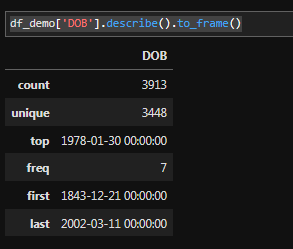 df_demo['DOB'].describe().to_frame()
DOB
count 3913
unique 3448
top 1978-01-30 00:00:00
freq 7
first 1843-12-21 00:00:00
last 2002-03-11 00:00:00